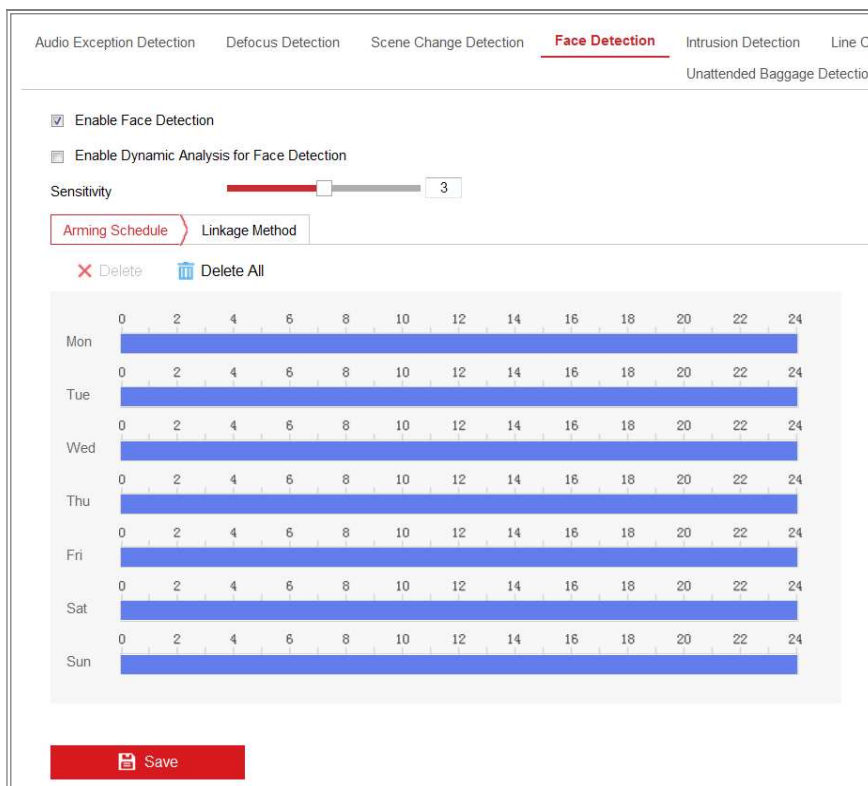 Audio Exception Detection Defocus Detection Scene Change Detection Face Detection Intrusion Detection Line
Unattended Baggage
Enable Face Detection
Enable Dynamic Analysis for Face Detection
Sensitivity 3
Arming Schedule Linkage Method
Delete Delete All
0 2 4 6 8 10 12 14 16 18 20 22 24
Mon
0 2 4 6 8 10 12 14 16 18 20 22 24
Tue
0 2 4 6 8 10 12 14 16 18 20 22 24
Wed
0 2 4 6 8 10 12 14 16 18 20 22 24
Thu
0 2 4 6 8 10 12 14 16 18 20 22 24
Fri
0 2 4 6 8 10 12 14 16 18 20 22 24
Sat
0 2 4 6 8 10 12 14 16 18 20 22 24
Sun
Save